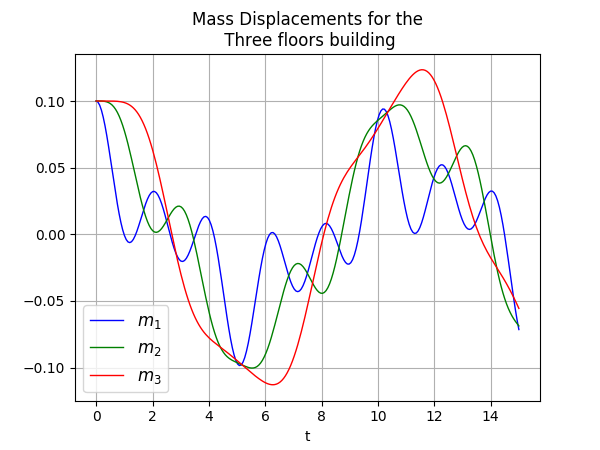 Mass Displacements for the
Three floors building
0.10
0.05
0.00
−0.05
−0.10
m₁
m₂
m₃
0 2 4 6 8 10 12 14
t